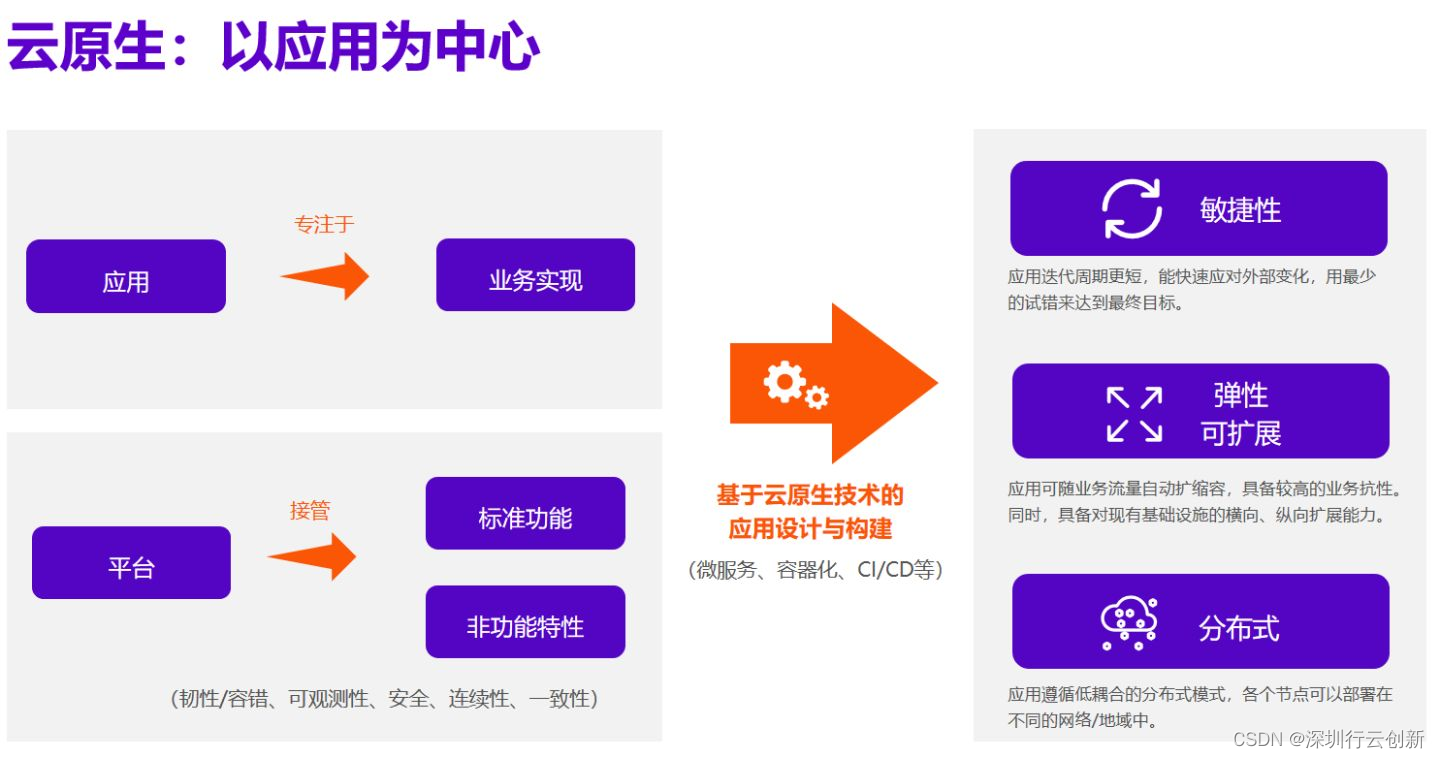 云原生：以应用为中心
专注于
应用
业务实现
接管
平台
标准功能
非功能特性
（韧性/容错、可观测性、安全、连续性、一致性）
基于云原生技术的
应用设计与构建
（微服务、容器化、CI/CD等）
敏捷性
应用迭代周期更短，能快速应对外部变化，用最少
的试错来达到最终目标。
弹性
可扩展
应用可随业务流量自动扩缩容，具备较高的业务抗性。
同时，具备对现有基础设施的横向、纵向扩展能力。
分布式
应用遵循低耦合的分布式模式，各个节点可以部署在
不同的网络/地域中。
CSDN @深圳行云创新